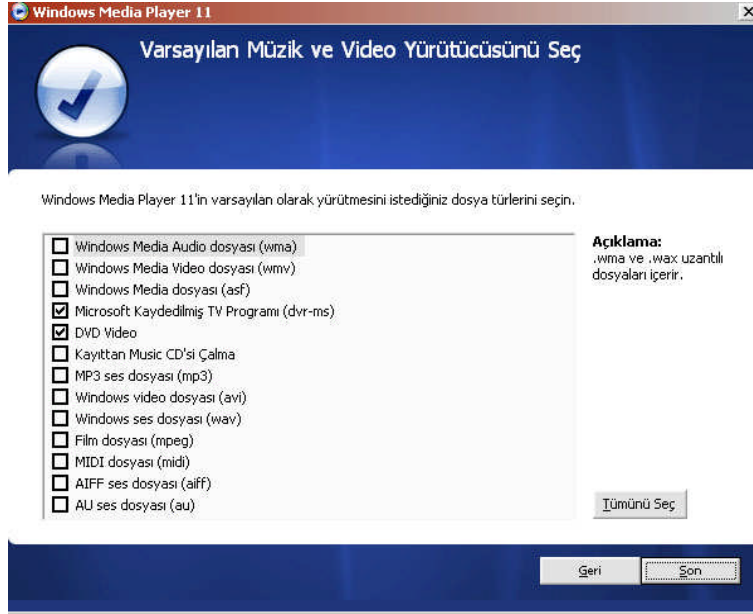 Windows Media Player 11
Varsayılan Müzik ve Video Yürütücüsünü Seç
Windows Media Player 11'in varsayılan olarak yürütmesini istediğiniz dosya türlerini seçin.
Windows Media Audio dosyası (wma)
Windows Media Video dosyası (wmv)
Windows Media dosyası (asf)
Microsoft Kaydedilmiş TV Programı (dvr-ms)
DVD Video
Kayıttan Music CD'si Çalma
MP3 ses dosyası (mp3)
Windows video dosyası (avi)
Windows ses dosyası (wav)
Film dosyası (mpeg)
MIDI dosyası (midi)
AIFF ses dosyası (aiff)
AU ses dosyası (au)
Açıklama:
.wma ve .wax uzantılı
dosyaları içerir.
Tümünü Seç
Geri
Son